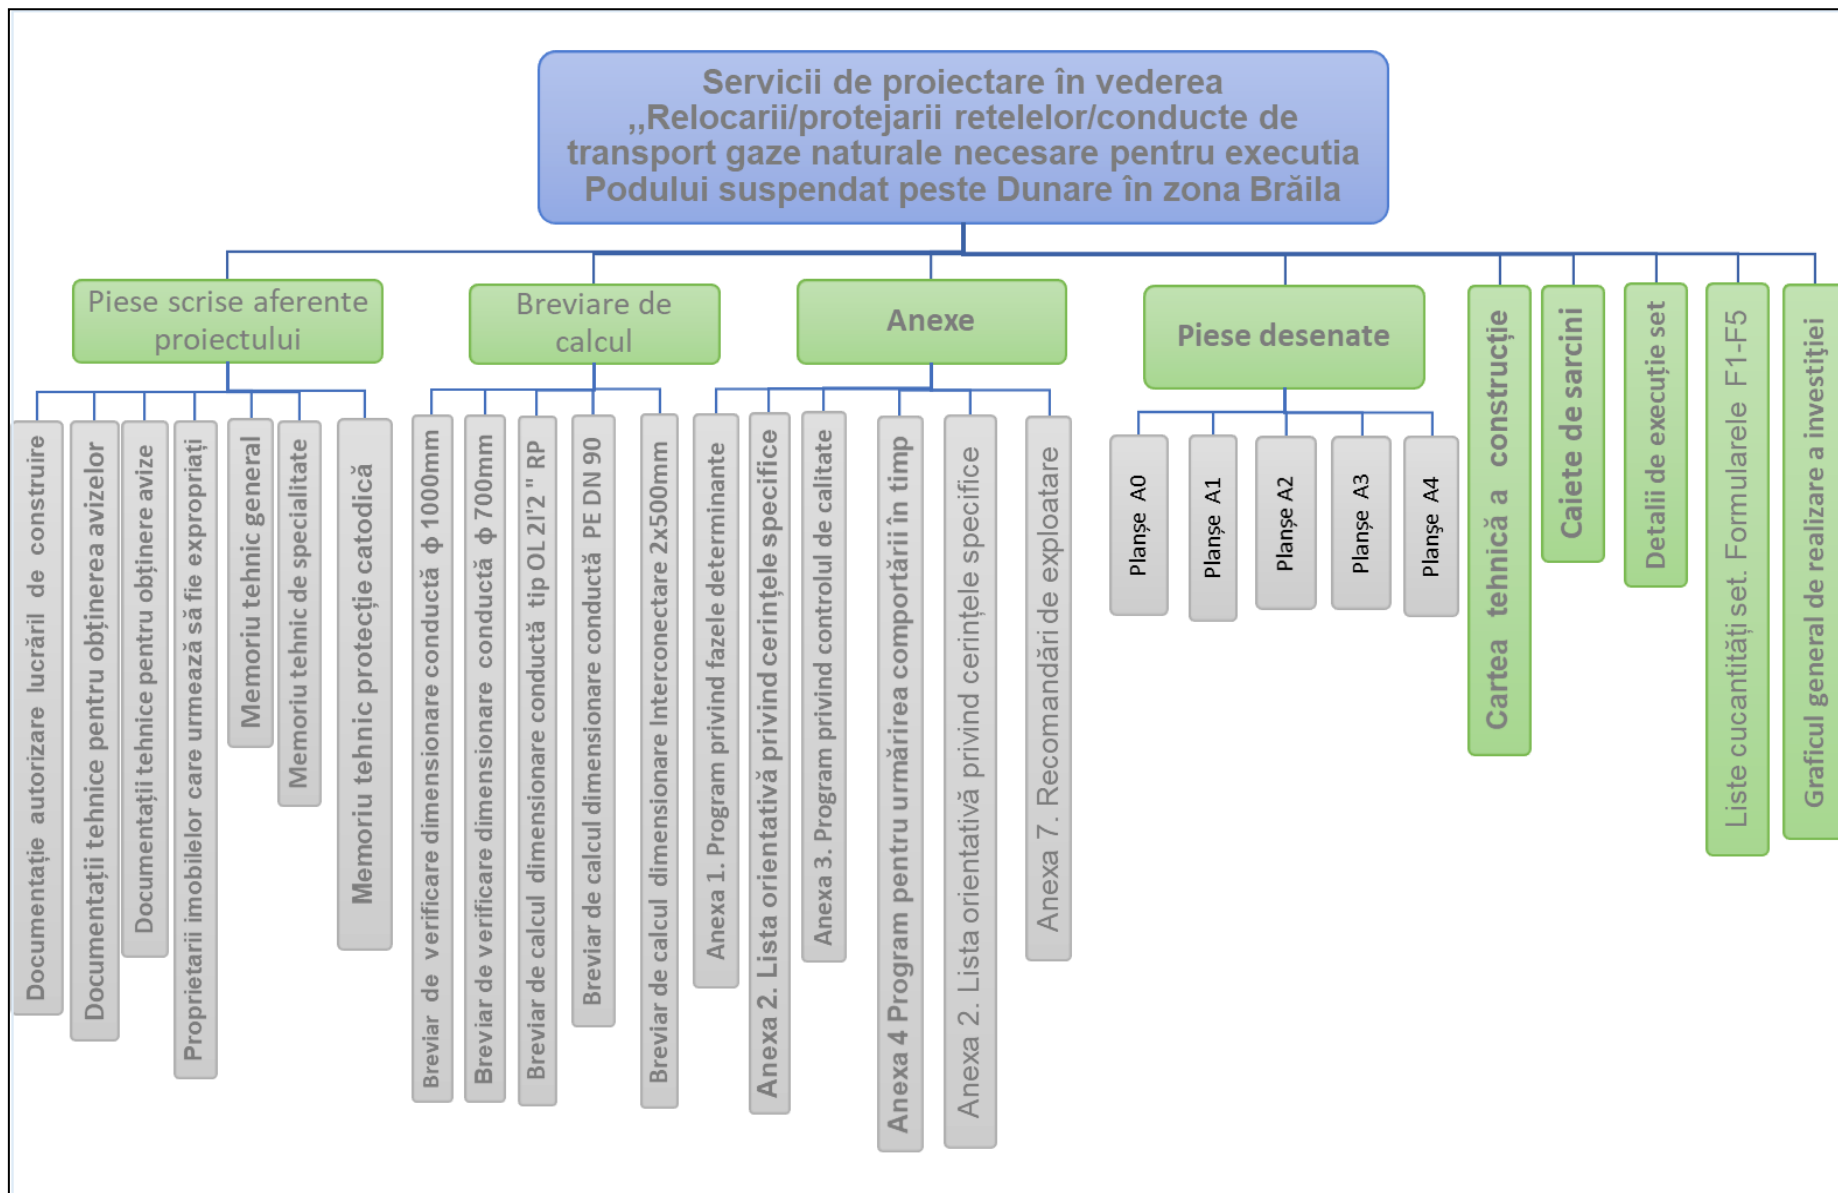 Servicii de proiectare în vederea
,,Relocarii/protejarii retelelor/conducte de
transport gaze naturale necesare pentru executia
Podului suspendat peste Dunare în zona Brăila
Piese scrise aferente
proiectului
Breviare de
calcul
Anexe
Piese desenate
Cartea tehnică a construcție
Caiete de sarcini
Detalii de execuție set
Liste cucantități set. Formularele F1-F5
Graficul general de realizare a investiţiei
Documentație autorizare lucrăril de construire
Documentații tehnice pentru obținerea avizelor
Documentații tehnice pentru obținere avize
Proprietarii imobilelor care urmează să fie expropriați
Memoriu tehnic general
Memoriu tehnic de specialitate
Memoriu tehnic protecție catodică
Breviar de verificare dimensionare conductă ф 1000mm
Breviar de verificare dimensionare conductă ф 700mm
Breviar de calcul dimensionare conductă tip OL 2l'2 " RP
Breviar de calcul dimensionare conductă PE DN 90
Breviar de calcul dimensionare Interconectare 2x500mm
Anexa 1. Program privind fazele determinante
Anexa 2. Lista orientativă privind cerințele specifice
Anexa 3. Program privind controlul de calitate
Anexa 4 Program pentru urmărirea comportării în timp
Anexa 2. Lista orientativă privind cerințele specifice
Anexa 7. Recomandări de exploatare
Planșe A0
Planșe A1
Planșe A2
Planșe A3
Planșe A4